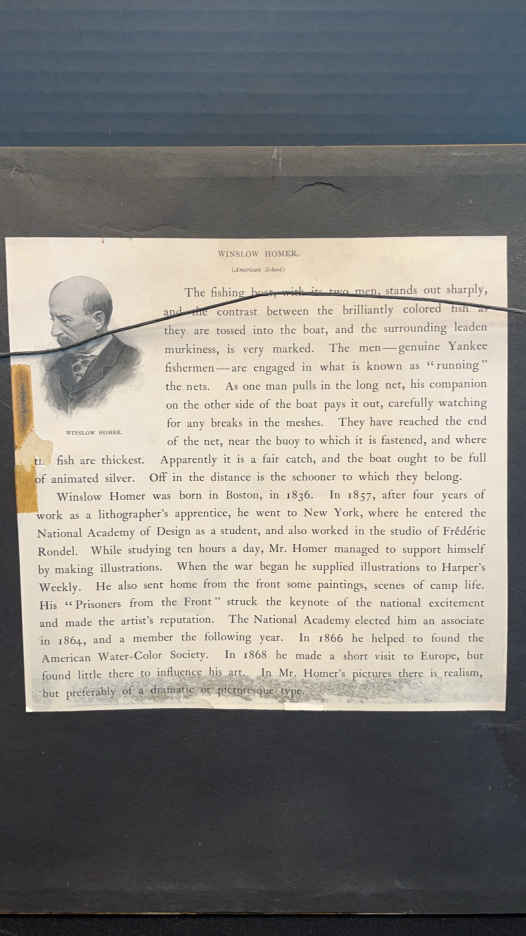 WINSLOW HOMER.
(American School)
The fishing boat, with its two men, stands out sharply,
and the contrast between the brilliantly colored fish as
they are tossed into the boat, and the surrounding leaden
murkiness, is very marked. The men—genuine Yankee
fishermen—are engaged in what is known as “running”
the nets. As one man pulls in the long net, his companion
on the other side of the boat pays it out, carefully watching
for any breaks in the meshes. They have reached the end
of the net, near the buoy to which it is fastened, and where
fish are thickest. Apparently it is a fair catch, and the boat ought to be full
of animated silver. Off in the distance is the schooner to which they belong.
WINSLOW HOMER.
Winslow Homer was born in Boston, in 1836. In 1857, after four years of
work as a lithographer's apprentice, he went to New York, where he entered the
National Academy of Design as a student, and also worked in the studio of Frédéric
Rondel. While studying ten hours a day, Mr. Homer managed to support himself
by making illustrations. When the war began he supplied illustrations to Harper's
Weekly. He also sent home from the front some paintings, scenes of camp life.
His “Prisoners from the Front” struck the keynote of the national excitement
and made the artist's reputation. The National Academy elected him an associate
in 1864, and a member the following year. In 1866 he helped to found the
American Water-Color Society. In 1868 he made a short visit to Europe, but
found little there to influence his art. In Mr. Homer's pictures there is realism,
but preferably of a dramatic or picturesque type.